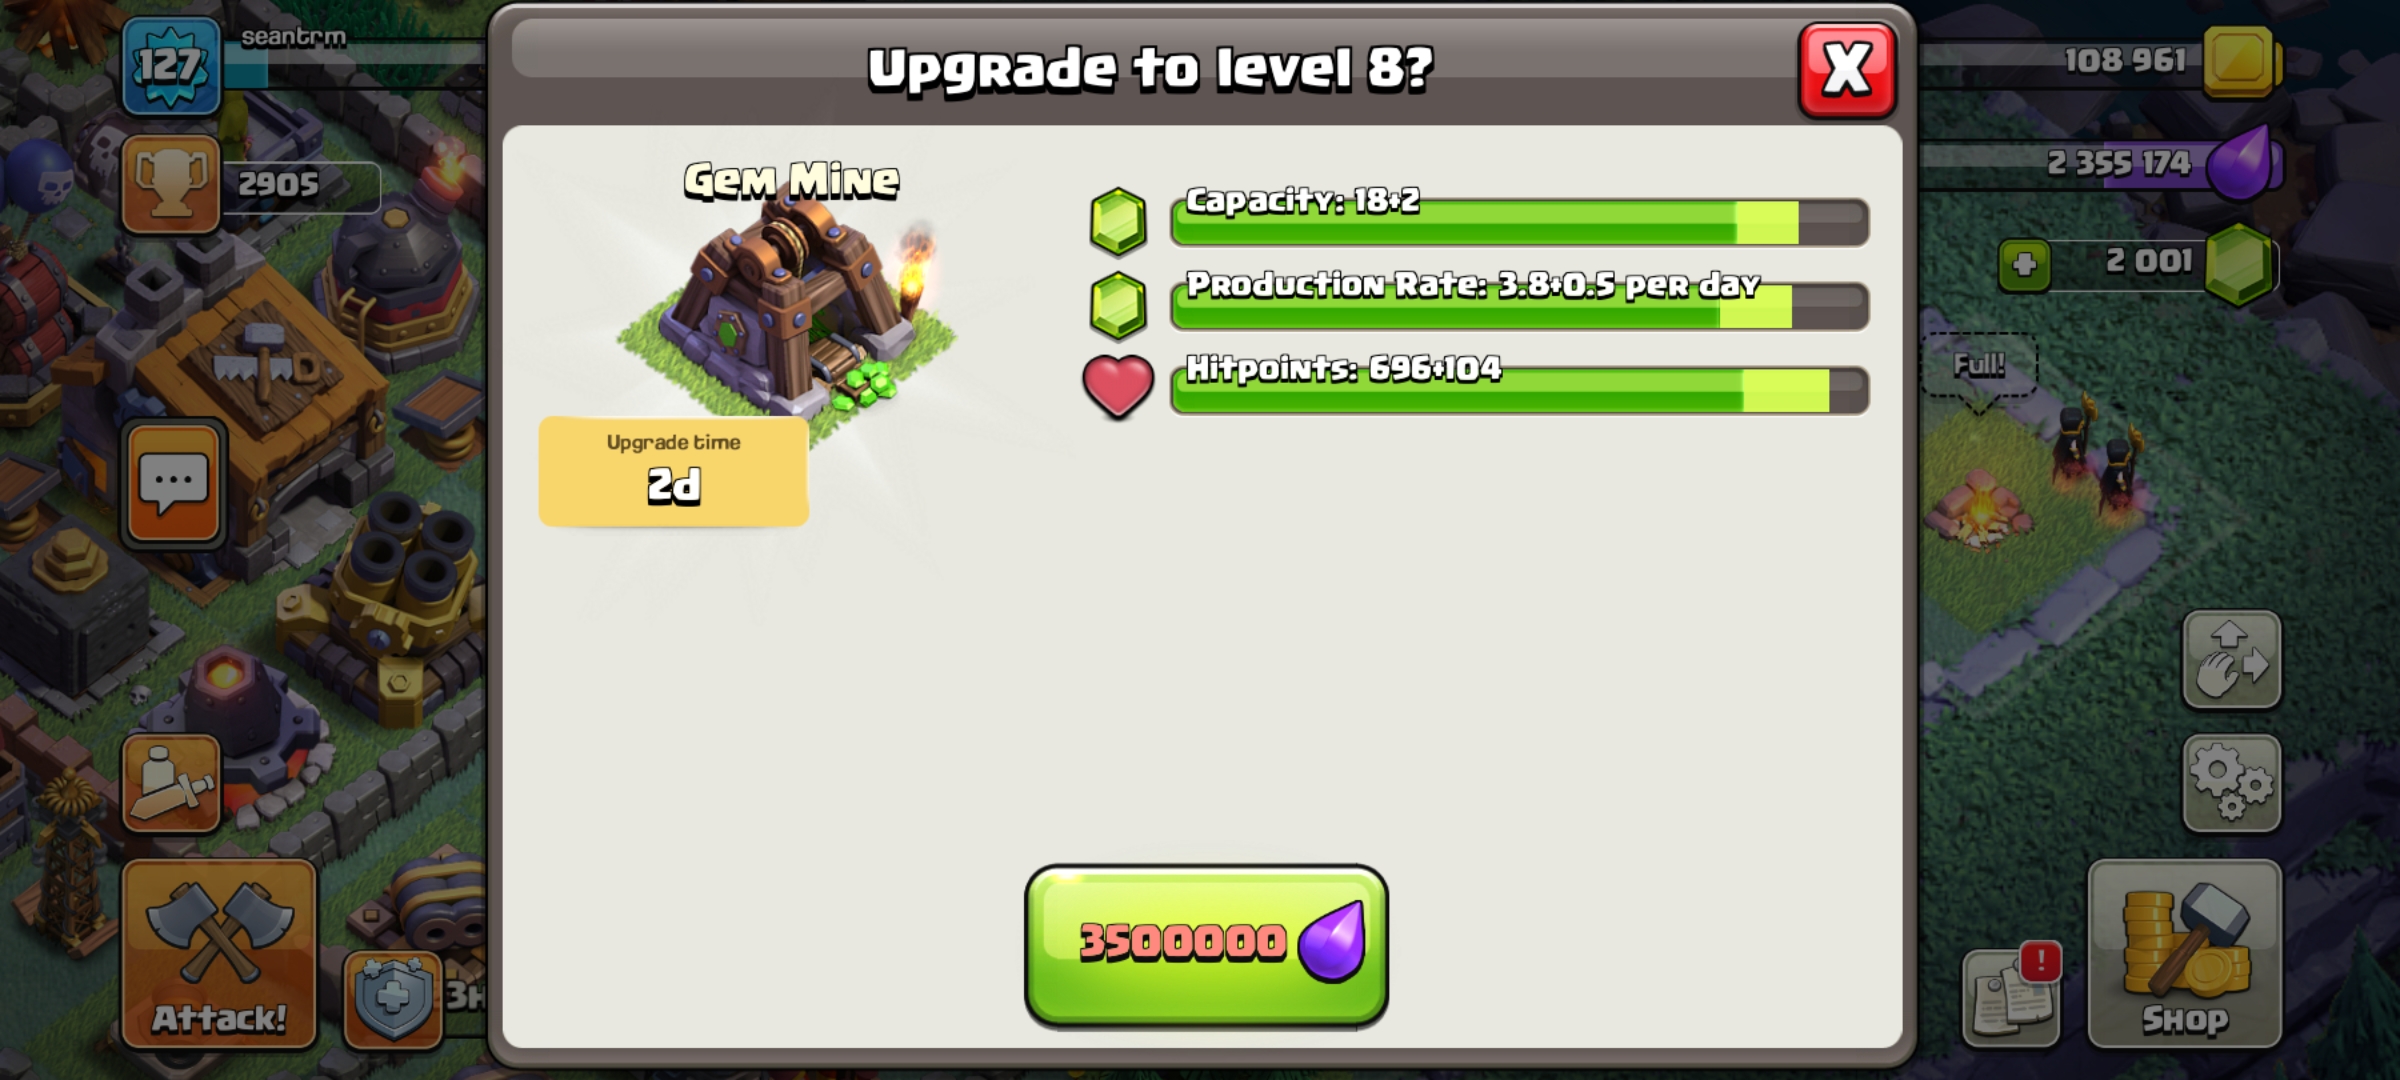 127
seantrm
2905
Upgrade to level 8?
X
108 961
2 355 174
2 001
Full!
Gem Mine
Capacity: 18+2
Production Rate: 3.8+0.5 per day
Hitpoints: 696+104
Upgrade time
2d
3500000
Attack!
3H
!
Shop